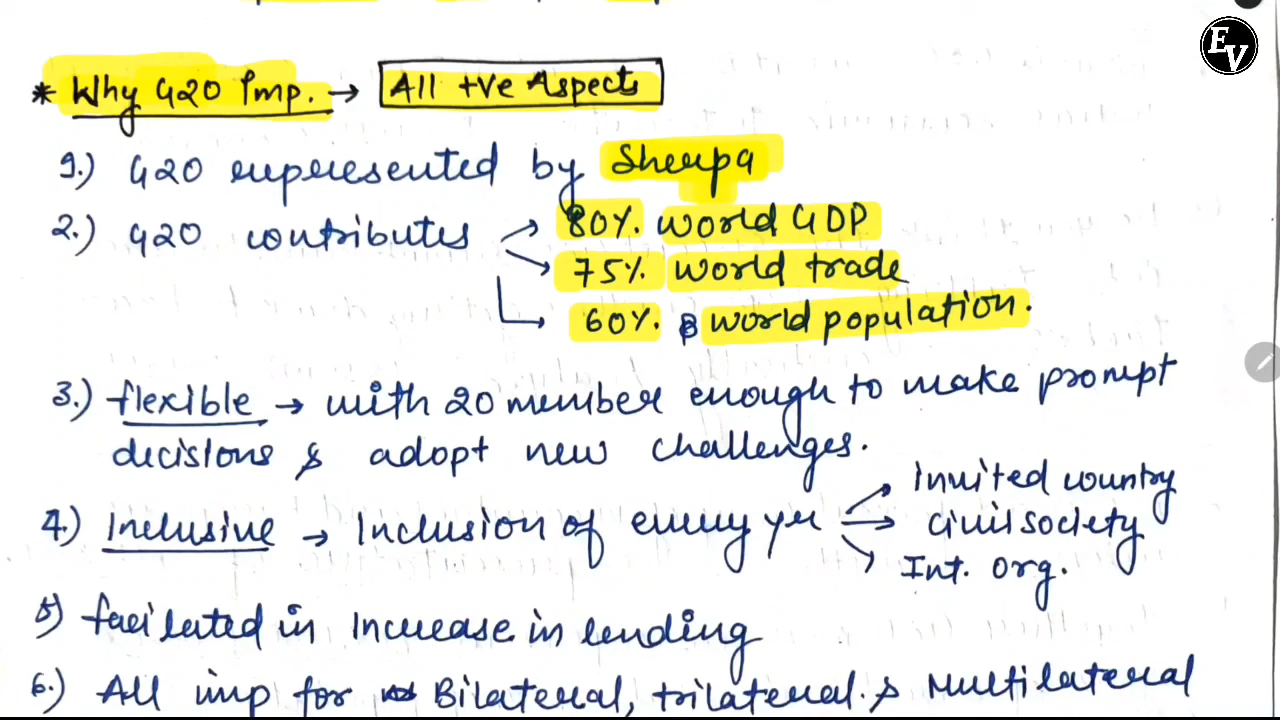 EV
* Why G20 Imp. → All +ve Aspects
1.) G20 represented by Sherpa
2.) G20 contributes → 80% world GDP
→ 75% world trade
→ 60% world population.
3.) flexible → with 20 member enough to make prompt
decisions & adopt new challenges.
4.) Inclusive → Inclusion of every yr → Invited country
→ Civil society
→ Int. org.
5) facilated in Increase in lending
6.) All imp for Bilateral, trilateral & Multilateral